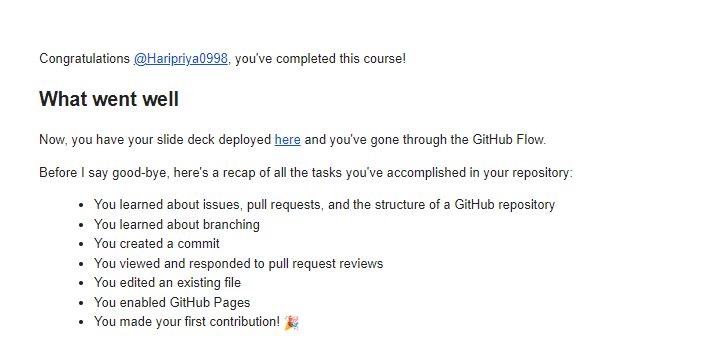 Congratulations @Haripriya0998, you've completed this course!
What went well
Now, you have your slide deck deployed here and you've gone through the GitHub Flow.
Before I say good-bye, here's a recap of all the tasks you've accomplished in your repository:
• You learned about issues, pull requests, and the structure of a GitHub repository
• You learned about branching
• You created a commit
• You viewed and responded to pull request reviews
• You edited an existing file
• You enabled GitHub Pages
• You made your first contribution! 🎉